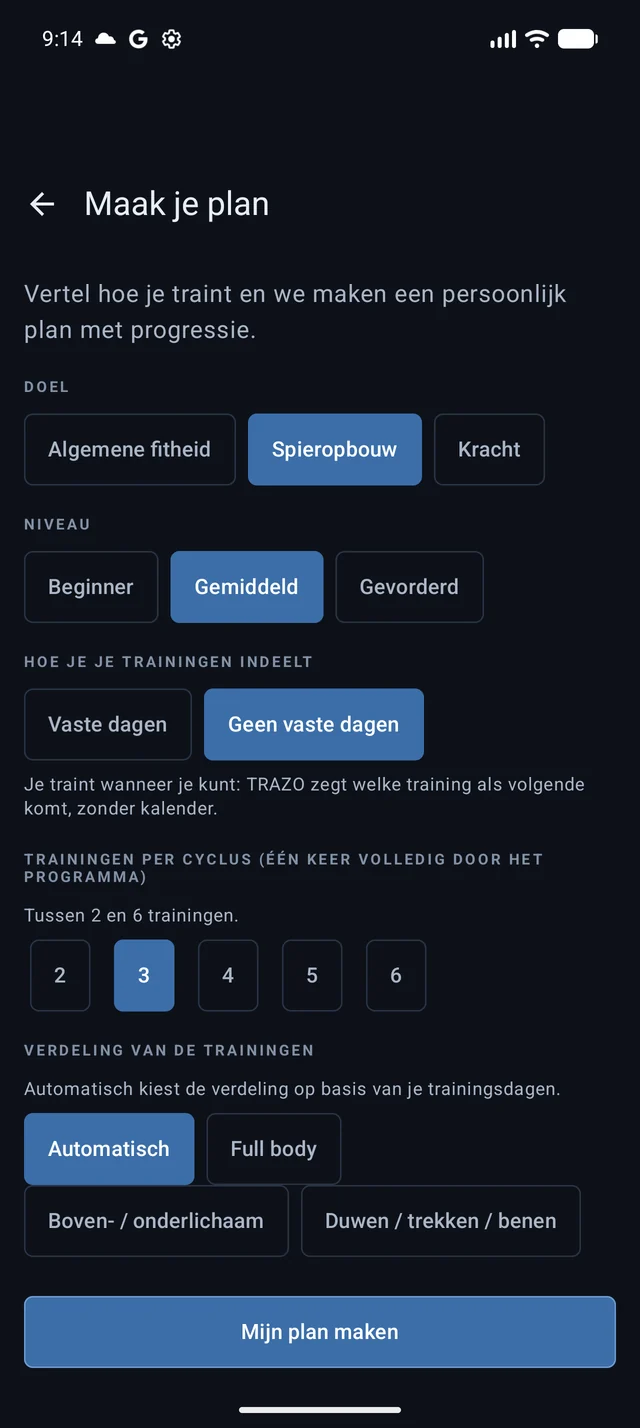 9:14
Maak je plan
Vertel hoe je traint en we maken een persoonlijk
plan met progressie.
DOEL
Algemene fitheid Spieropbouw Kracht
NIVEAU
Beginner Gemiddeld Gevorderd
HOE JE JE TRAININGEN INDEELT
Vaste dagen Geen vaste dagen
Je traint wanneer je kunt: TRAZO zegt welke training als volgende
komt, zonder kalender.
TRAININGEN PER CYCLUS (ÉÉN KEER VOLLEDIG DOOR HET
PROGRAMMA)
Tussen 2 en 6 trainingen.
2 3 4 5 6
VERDELING VAN DE TRAININGEN
Automatisch kiest de verdeling op basis van je trainingsdagen.
Automatisch Full body
Boven- / onderlichaam Duwen / trekken / benen
Mijn plan maken